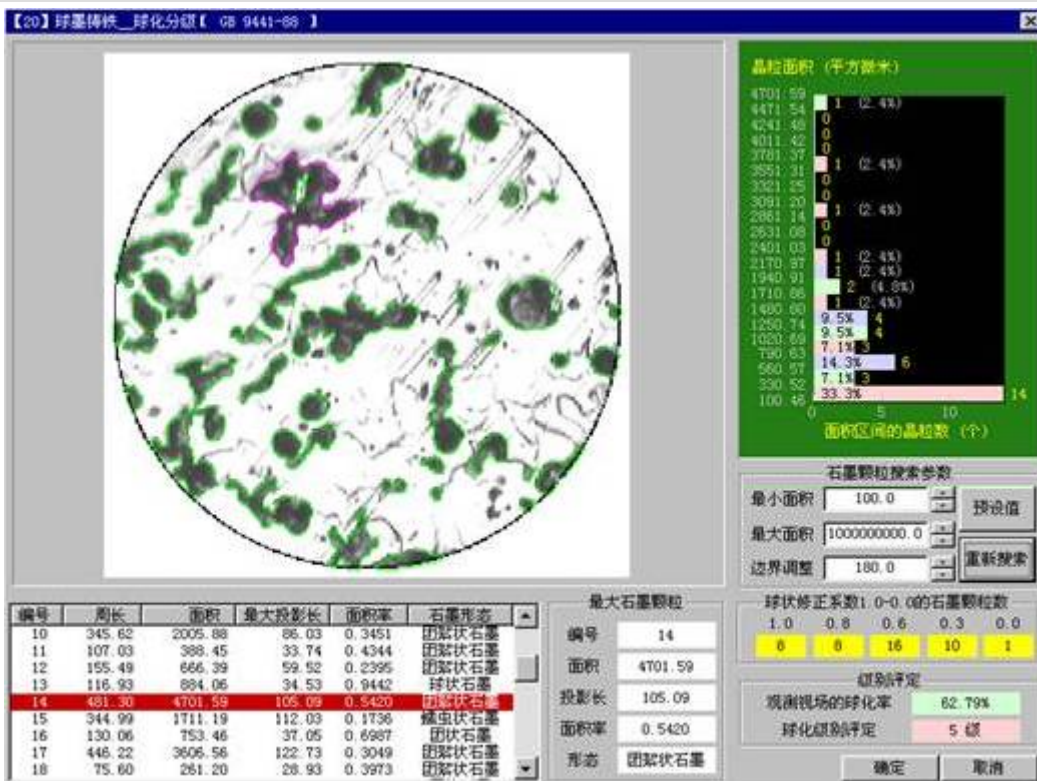 【20】球墨铸铁__球化分级【 GB 9441-88 】
晶粒面积 (平方微米)
4701.59
4471.54 1 (2.4%)
4241.48 0
4011.42 0
3781.37 0
3551.31 1 (2.4%)
3321.25 0
3091.20 0
2861.14 1 (2.4%)
2631.08 0
2401.03 0
2170.97 1 (2.4%)
1940.91 1 (2.4%)
1710.86 2 (4.8%)
1480.80 1 (2.4%)
1250.74 9.5% 4
1020.69 9.5% 4
790.63 7.1% 3
560.57 14.3% 6
330.52 7.1% 3
100.46 33.3% 14
0 5 10
面积区间的晶粒数 (个)
石墨颗粒搜索参数
最小面积 100.0 预设值
最大面积 1000000000.0
边界调整 180.0 重新搜索
编号 周长 面积 最大投影长 面积率 石墨形态
10 345.62 2005.88 86.03 0.3451 团絮状石墨
11 107.03 388.45 33.74 0.4344 团絮状石墨
12 155.49 666.39 59.52 0.2395 团絮状石墨
13 116.93 884.06 34.53 0.9442 球状石墨
14 481.30 4701.59 105.09 0.5420 团絮状石墨
15 344.99 1711.19 112.03 0.1736 蠕虫状石墨
16 130.06 753.46 37.05 0.6987 团状石墨
17 446.22 3606.56 122.73 0.3049 团絮状石墨
18 75.60 261.20 28.93 0.3973 团絮状石墨
最大石墨颗粒
编号 14
面积 4701.59
投影长 105.09
面积率 0.5420
形态 团絮状石墨
球状修正系数1.0-0.0的石墨颗粒数
1.0 0.8 0.6 0.3 0.0
8 8 16 10 1
级别评定
观测视场的球化率 62.79%
球化级别评定 5 级
确定 取消